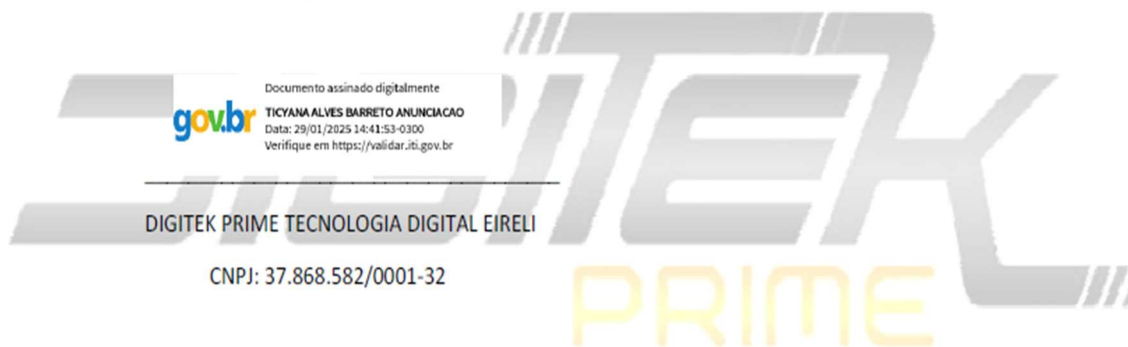 DIGITEK
PRIME
Documento assinado digitalmente
gov.br
TICYANA ALVES BARRETO ANUNCIACAO
Data: 29/01/2025 14:41:53-0300
Verifique em https://validar.iti.gov.br
DIGITEK PRIME TECNOLOGIA DIGITAL EIRELI
CNPJ: 37.868.582/0001-32